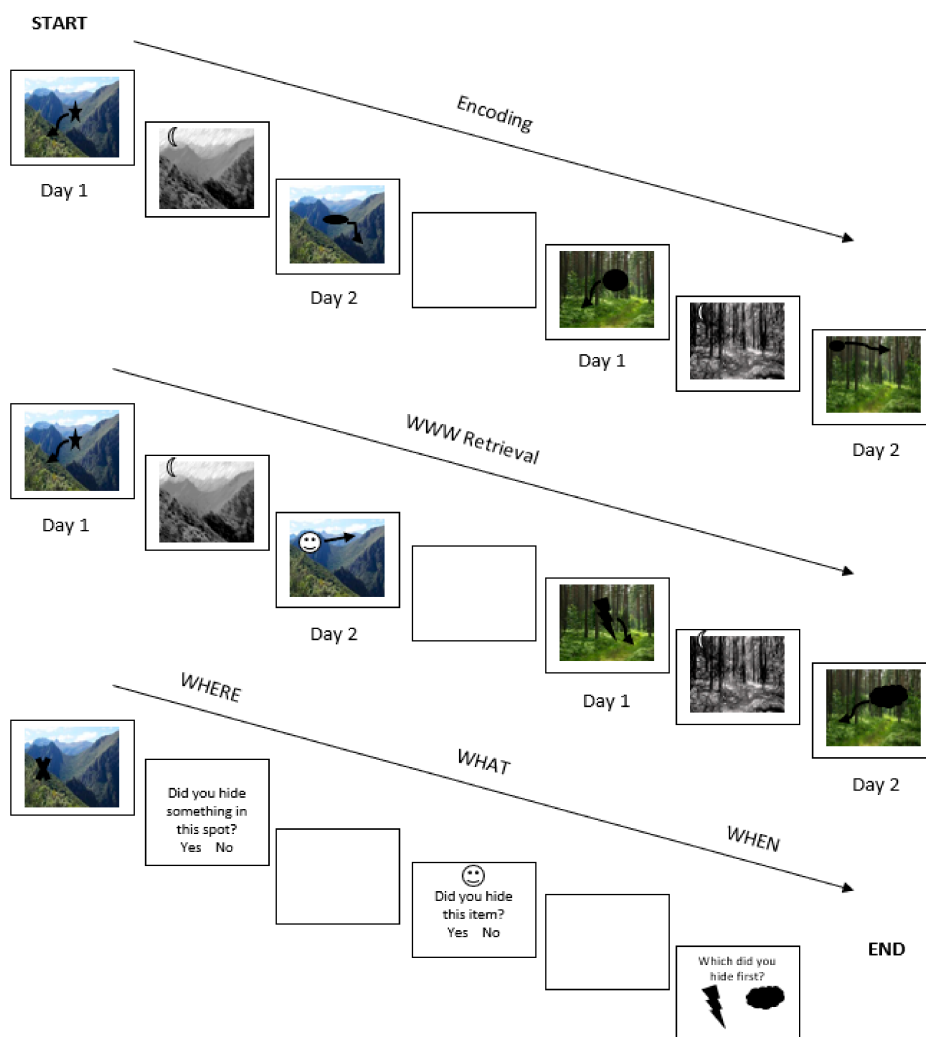 START
Encoding
Day 1
Day 2
Day 1
Day 2
WWW Retrieval
Day 1
Day 2
Day 1
Day 2
WHERE
WHAT
WHEN
Did you hide
something in
this spot?
Yes No
Did you hide
this item?
Yes No
Which did you
hide first?
END